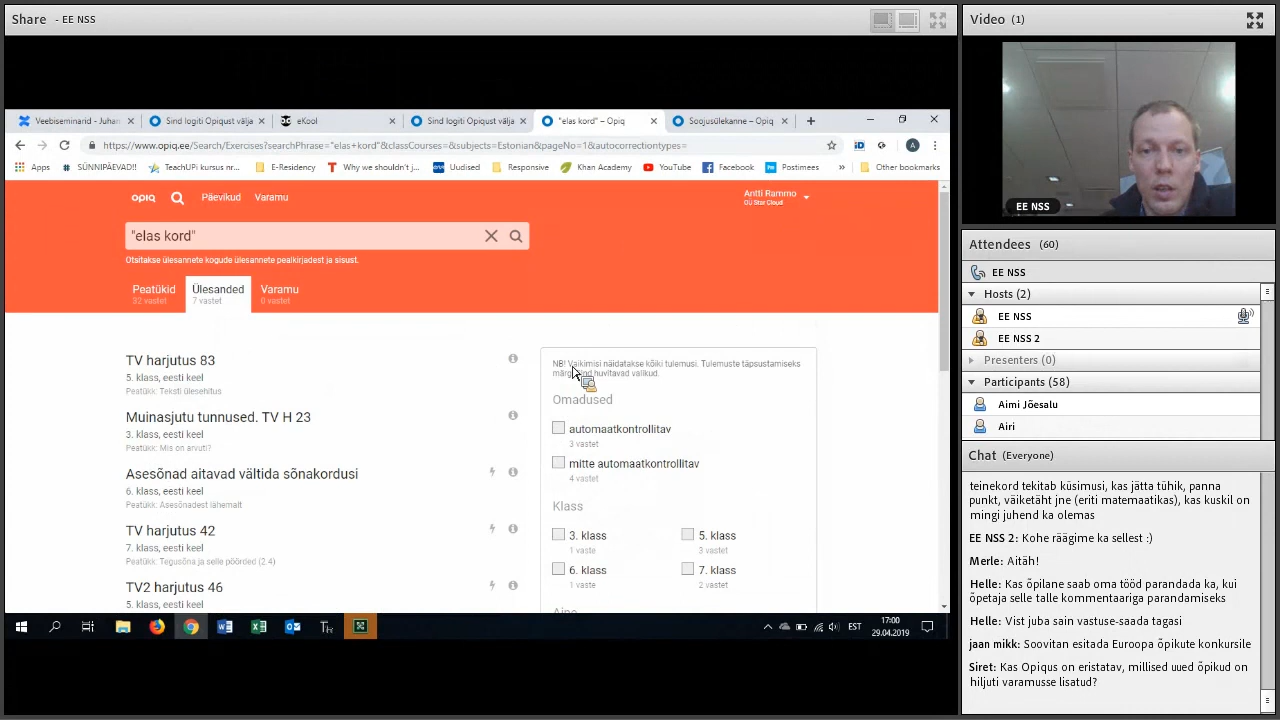 Share - EE NSS
Video (1)
Veebiseminarid - Juhan
Sind logiti Opiqust välja
eKool
Sind logiti Opiqust välja
"elas kord" – Opiq
Soojusülekanne – Opiq
https://www.opiq.ee/Search/Exercises?searchPhrase="elas+kord"&classCourses=&subjects=Estonian&pageNo=1&autocorrectiontypes=
Apps
SÜNNIPÄEVAD!!
TeachUP! kursus nr...
E-Residency
Why we shouldn't j...
Uudised
Responsive
Khan Academy
YouTube
Facebook
Postimees
Other bookmarks
opiq
Päevikud
Varamu
Antti Rammo
OÜ Star Cloud
"elas kord"
Otsitakse ülesannete kogude ülesannete pealkirjadest ja sisust.
Peatükid
32 vastet
Ülesanded
7 vastet
Varamu
0 vastet
TV harjutus 83
5. klass, eesti keel
Peatükk: Teksti ülesehitus
Muinasjutu tunnused. TV H 23
3. klass, eesti keel
Peatükk: Mis on arvuti?
Asesõnad aitavad vältida sõnakordusi
6. klass, eesti keel
Peatükk: Asesõnadest lähemalt
TV harjutus 42
7. klass, eesti keel
Peatükk: Tegusõna ja selle pöörded (2.4)
TV2 harjutus 46
5. klass, eesti keel
NB! Vaikimisi näidatakse kõiki tulemusi. Tulemuste täpsustamiseks
huvitavad valikud.
Omadused
automaatkontrollitav
3 vastet
mitte automaatkontrollitav
4 vastet
Klass
3. klass
1 vaste
5. klass
3 vastet
6. klass
1 vaste
7. klass
2 vastet
Aine
EST
17:00
29.04.2019
EE NSS
Attendees (60)
EE NSS
Hosts (2)
EE NSS
EE NSS 2
Presenters (0)
Participants (58)
Aimi Jõesalu
Airi
Chat (Everyone)
teinekord tekitab küsimusi, kas jätta tühik, panna
punkt, väiketäht jne (eriti matemaatikas), kas kuskil on
mingi juhend ka olemas
EE NSS 2: Kohe räägime ka sellest :)
Merle: Aitäh!
Helle: Kas õpilane saab oma tööd parandada ka, kui
õpetaja selle talle kommentaariga parandamiseks
Helle: Vist juba sain vastuse-saada tagasi
jaan mikk: Soovitan esitada Euroopa õpikute konkursile
Siret: Kas Opiqus on eristatav, millised uued õpikud on
hiljuti varamusse lisatud?